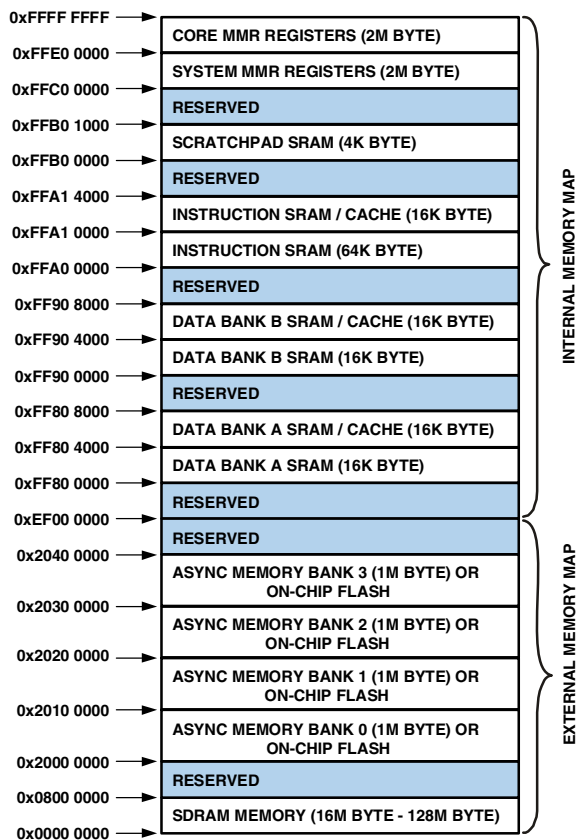 0xFFFF FFFF
CORE MMR REGISTERS (2M BYTE)
0xFFE0 0000
SYSTEM MMR REGISTERS (2M BYTE)
0xFFC0 0000
RESERVED
0xFFB0 1000
SCRATCHPAD SRAM (4K BYTE)
0xFFB0 0000
RESERVED
0xFFA1 4000
INSTRUCTION SRAM / CACHE (16K BYTE)
0xFFA1 0000
INSTRUCTION SRAM (64K BYTE)
0xFFA0 0000
RESERVED
0xFF90 8000
DATA BANK B SRAM / CACHE (16K BYTE)
0xFF90 4000
DATA BANK B SRAM (16K BYTE)
0xFF90 0000
RESERVED
0xFF80 8000
DATA BANK A SRAM / CACHE (16K BYTE)
0xFF80 4000
DATA BANK A SRAM (16K BYTE)
0xFF80 0000
RESERVED
0xEF00 0000
RESERVED
0x2040 0000
ASYNC MEMORY BANK 3 (1M BYTE) OR
ON-CHIP FLASH
0x2030 0000
ASYNC MEMORY BANK 2 (1M BYTE) OR
ON-CHIP FLASH
0x2020 0000
ASYNC MEMORY BANK 1 (1M BYTE) OR
ON-CHIP FLASH
0x2010 0000
ASYNC MEMORY BANK 0 (1M BYTE) OR
ON-CHIP FLASH
0x2000 0000
RESERVED
0x0800 0000
SDRAM MEMORY (16M BYTE - 128M BYTE)
0x0000 0000
INTERNAL MEMORY MAP
EXTERNAL MEMORY MAP